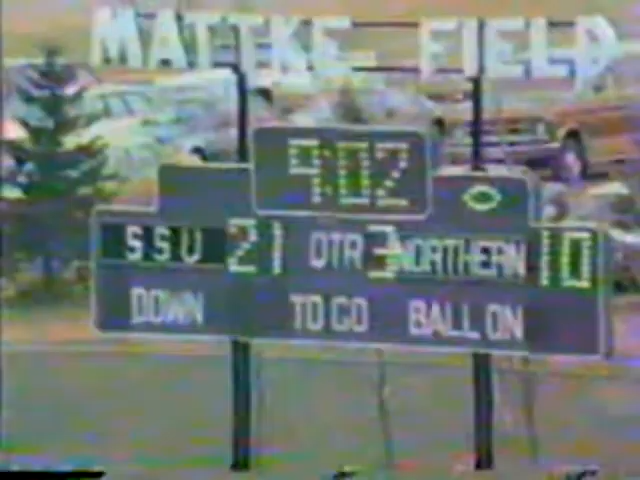 MATTKE FIELD
9:02
SSU 21 QTR 3 NORTHERN 10
DOWN TO GO BALL ON